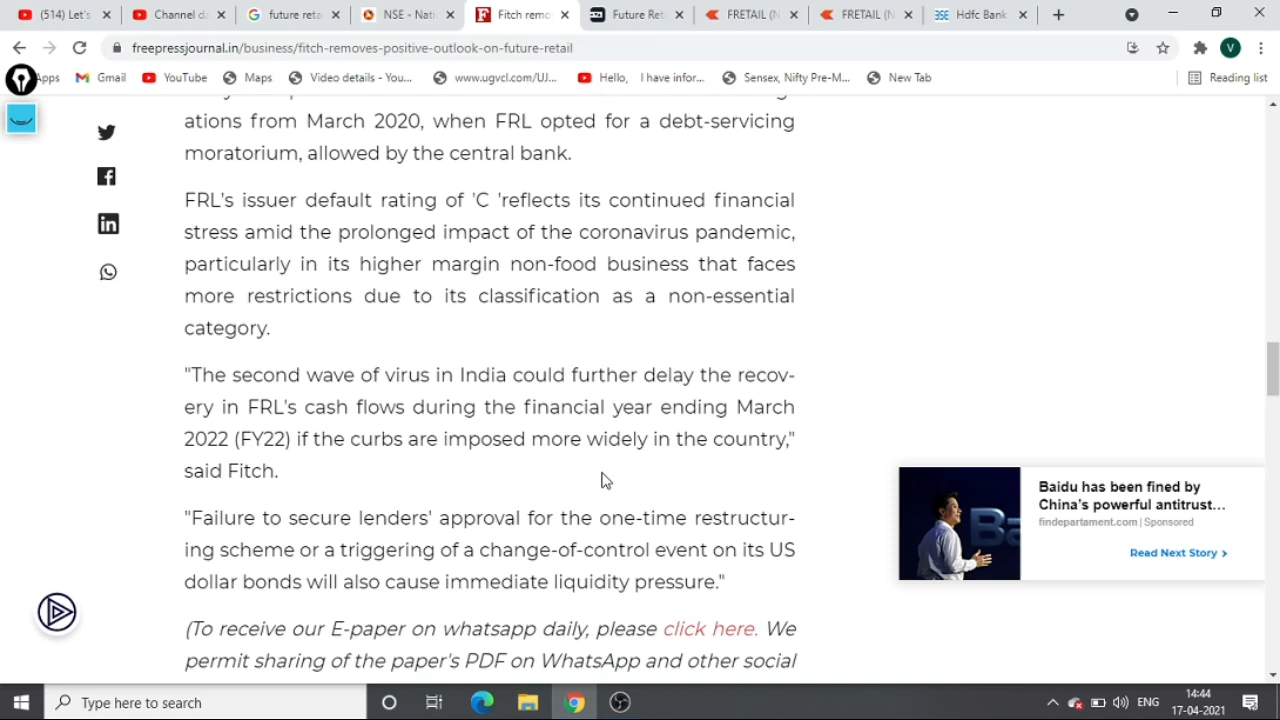 (514) Let's
Channel da
future reta
NSE - Natio
Fitch remo
Future Reta
FRETAIL (N
FRETAIL (N
Hdfc Bank
freepressjournal.in/business/fitch-removes-positive-outlook-on-future-retail
V
Apps
Gmail
YouTube
Maps
Video details - You...
www.ugvcl.com/UJ...
Hello, I have infor...
Sensex, Nifty Pre-M...
New Tab
Reading list
ations from March 2020, when FRL opted for a debt-servicing
moratorium, allowed by the central bank.
FRL's issuer default rating of 'C 'reflects its continued financial
stress amid the prolonged impact of the coronavirus pandemic,
particularly in its higher margin non-food business that faces
more restrictions due to its classification as a non-essential
category.
"The second wave of virus in India could further delay the recov-
ery in FRL's cash flows during the financial year ending March
2022 (FY22) if the curbs are imposed more widely in the country,"
said Fitch.
"Failure to secure lenders' approval for the one-time restructur-
ing scheme or a triggering of a change-of-control event on its US
dollar bonds will also cause immediate liquidity pressure."
(To receive our E-paper on whatsapp daily, please click here. We
permit sharing of the paper's PDF on WhatsApp and other social
Baidu has been fined by
China's powerful antitrust...
findepartament.com | Sponsored
Read Next Story >
Type here to search
ENG
14:44
17-04-2021